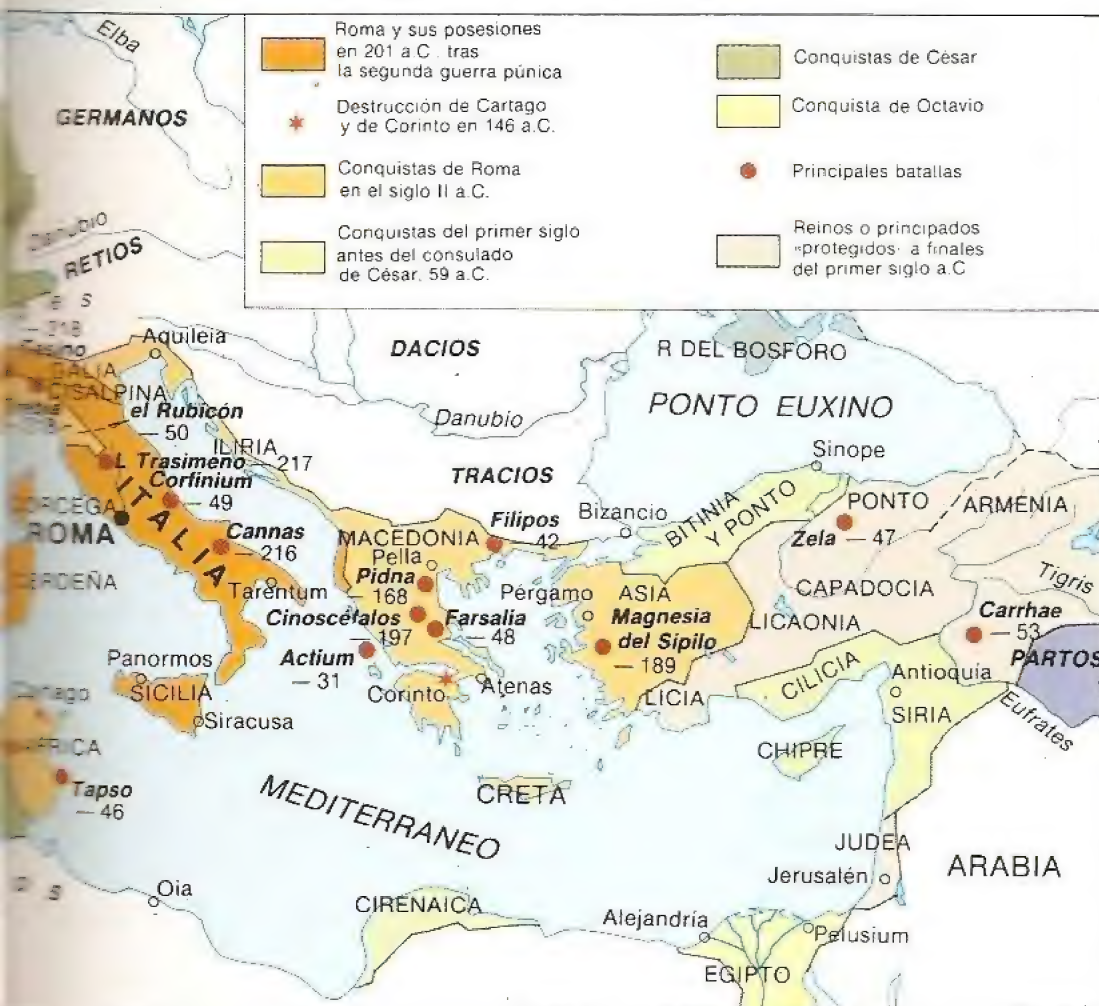 Roma y sus posesiones
en 201 a.C. tras
la segunda guerra púnica
Destrucción de Cartago
y de Corinto en 146 a.C.
Conquistas de Roma
en el siglo II a.C.
Conquistas del primer siglo
antes del consulado
de César, 59 a.C.
Conquistas de César
Conquista de Octavio
Principales batallas
Reinos o principados
«protegidos» a finales
del primer siglo a.C
Elba
GERMANOS
Danubio
RETIOS
S
— 218
Aquileia
DACIOS
R DEL BOSFORO
GALIA
CISALPINA
el Rubicón
— 50
Danubio
PONTO EUXINO
ILIRIA
217
L Trasimeno
TRACIOS
Sinope
Corfinium
— 49
ITALIA
ROMA
Cannas
— 216
MACEDONIA
Pella
Filipos
42
Bizancio
BITINIA
Y PONTO
PONTO
ARMENIA
Zela — 47
Tarentum
Pidna
— 168
Pérgamo
ASIA
CAPADOCIA
Tigris
Cinoscéfalos
— 197
Farsalia
— 48
Magnesia
del Sipilo
— 189
LICAONIA
Carrhae
— 53
Panormos
SICILIA
Actium
— 31
Corinto
Atenas
LICIA
CILICIA
Antioquía
PARTOS
Siracusa
SIRIA
Eufrates
CHIPRE
Tapso
— 46
MEDITERRANEO
CRETA
JUDEA
ARABIA
Jerusalén
S
Oia
CIRENAICA
Alejandría
Pelusium
EGIPTO